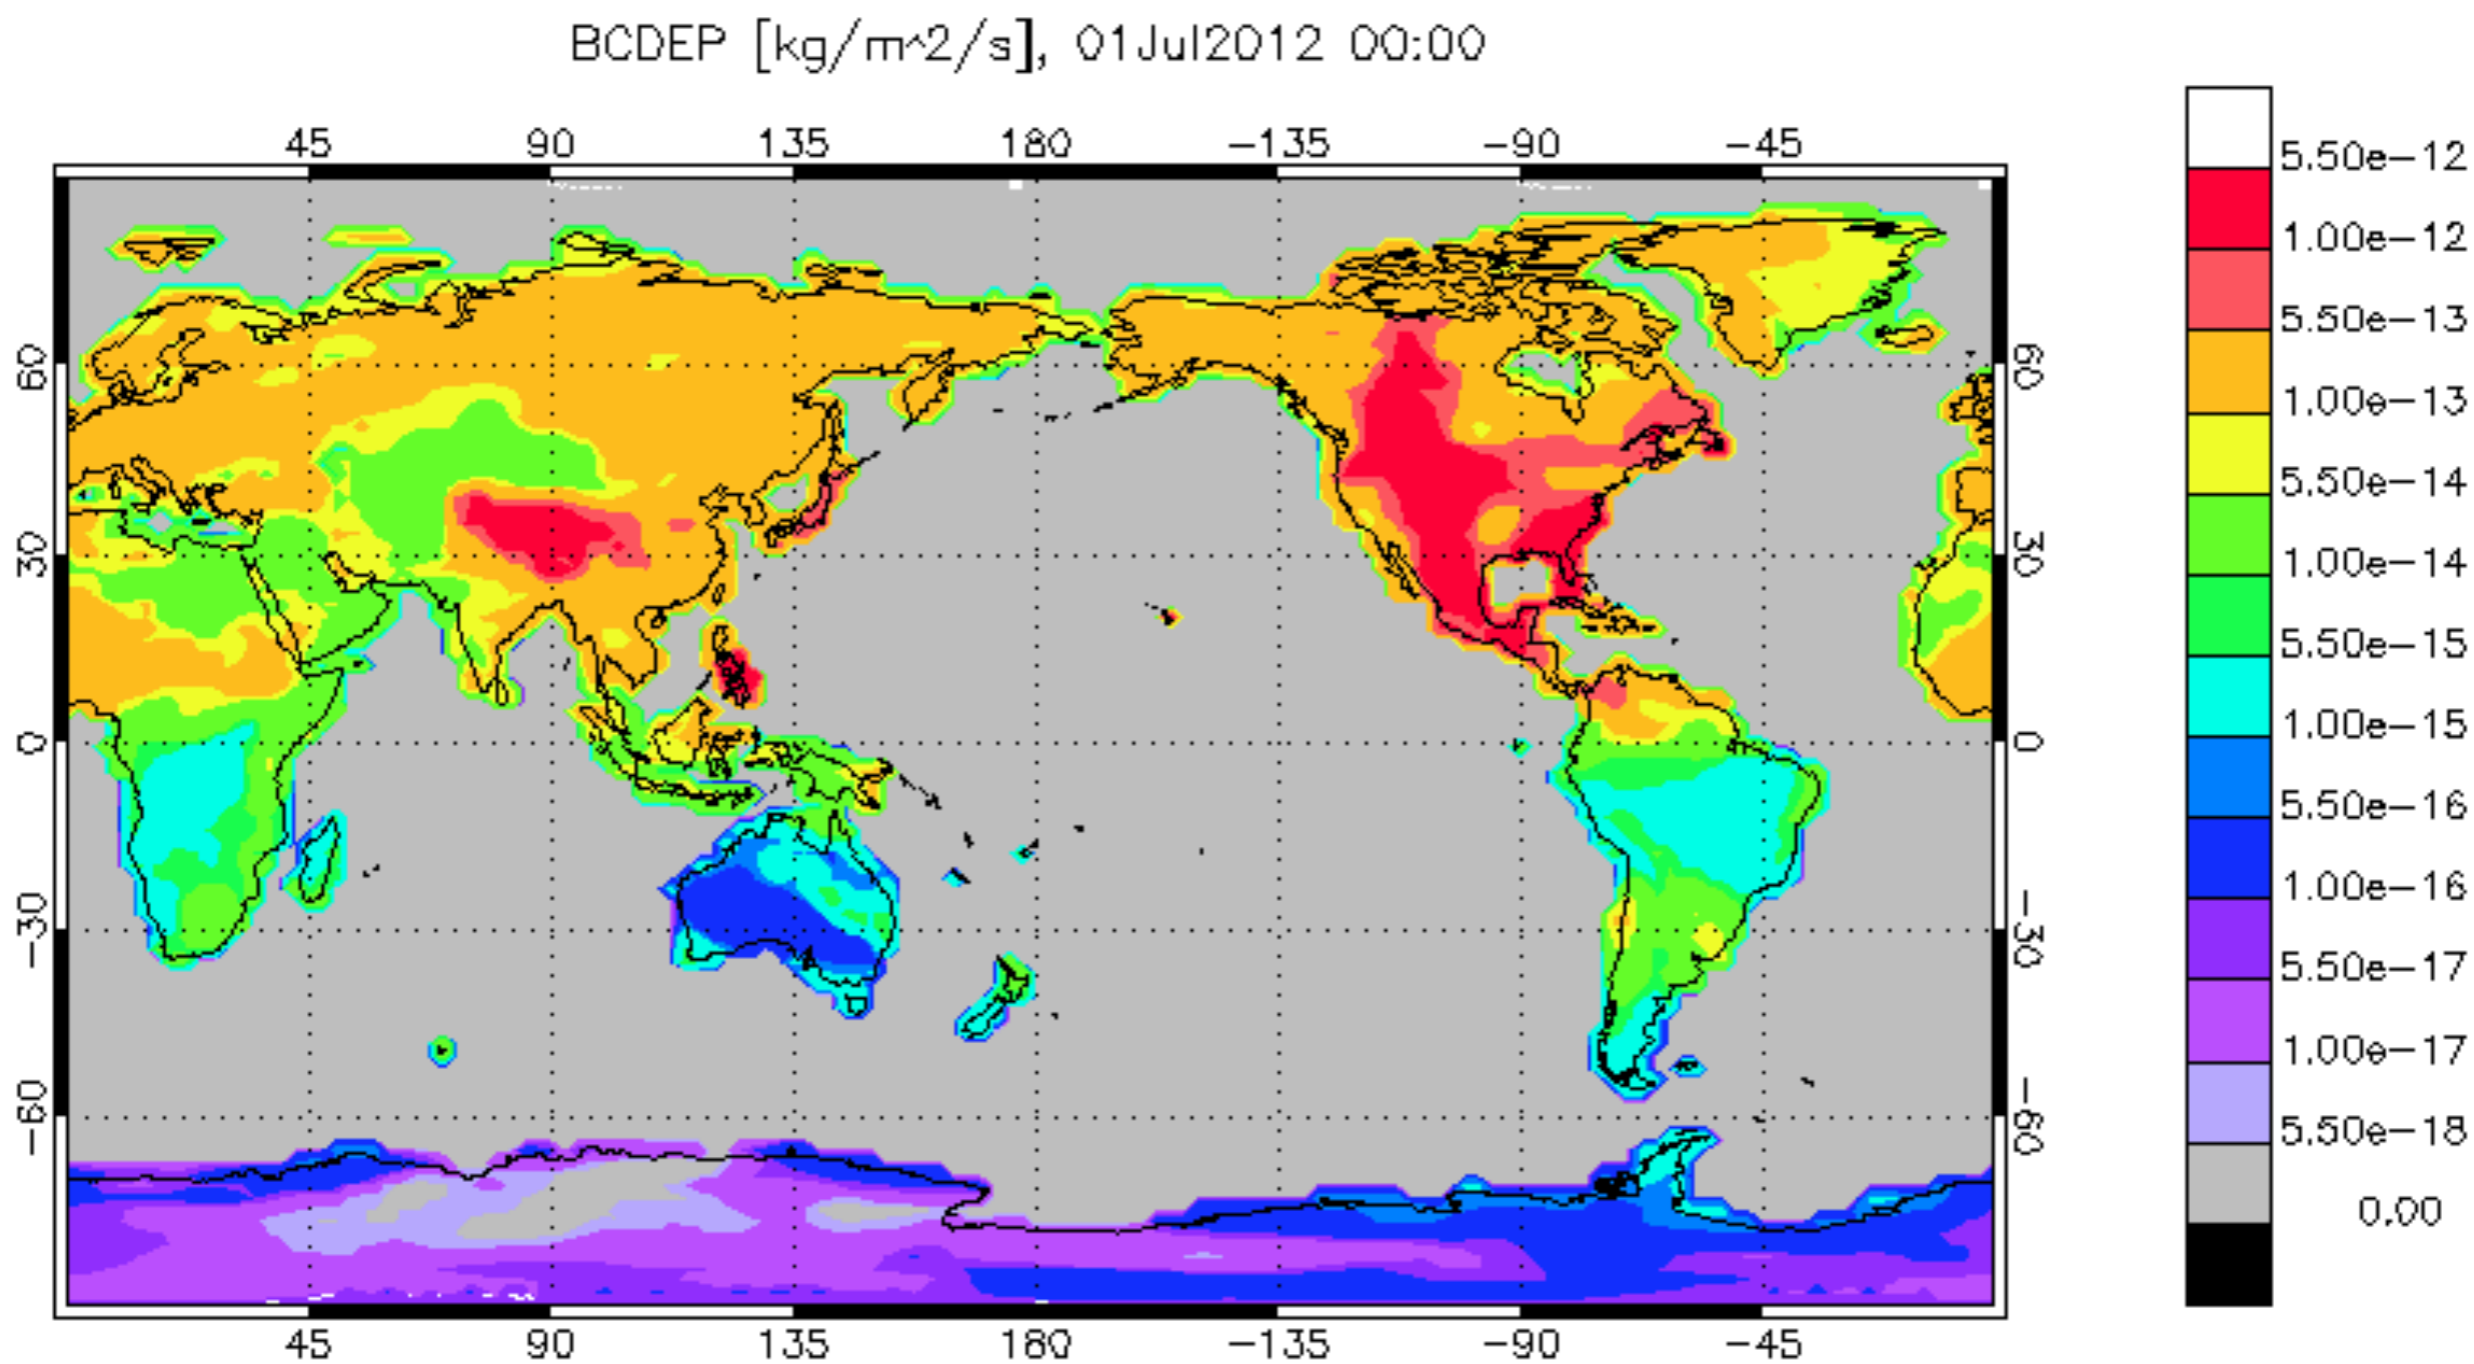 BCDEP [kg/m^2/s], 01Jul2012 00:00
45 90 135 180 −135 −90 −45
60 30 0 −30 −60
60 30 0 −30 −60
45 90 135 180 −135 −90 −45
5.50e−12
1.00e−12
5.50e−13
1.00e−13
5.50e−14
1.00e−14
5.50e−15
1.00e−15
5.50e−16
1.00e−16
5.50e−17
1.00e−17
5.50e−18
0.00